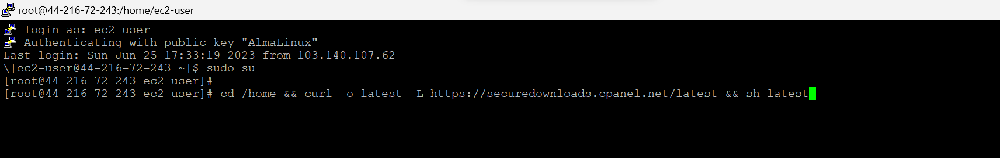 root@44-216-72-243:/home/ec2-user
login as: ec2-user
Authenticating with public key "AlmaLinux"
Last login: Sun Jun 25 17:33:19 2023 from 103.140.107.62
\[ec2-user@44-216-72-243 ~]$ sudo su
[root@44-216-72-243 ec2-user]#
[root@44-216-72-243 ec2-user]# cd /home && curl -o latest -L https://securedownloads.cpanel.net/latest && sh latest